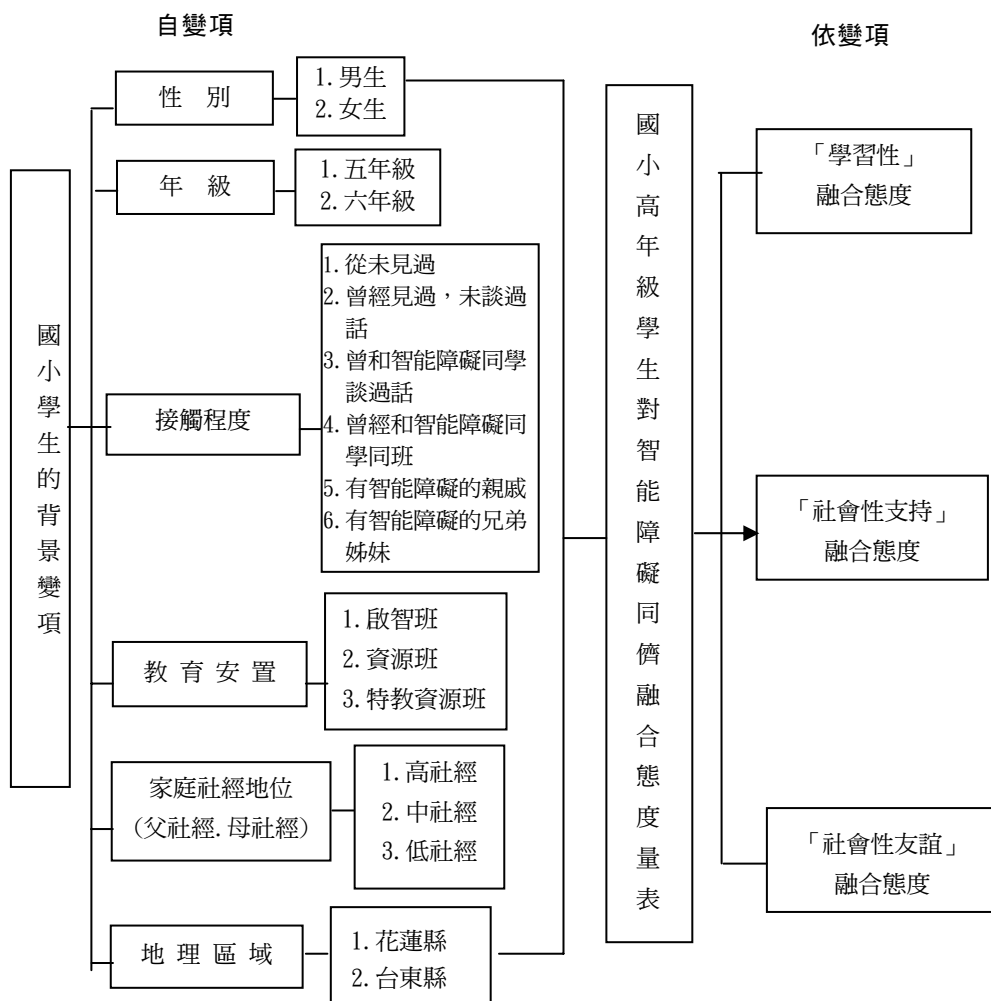 自變項
依變項
國小學生的背景變項
性 別
1.男生
2.女生
年 級
1.五年級
2.六年級
接觸程度
1.從未見過
2.曾經見過，未談過
話
3.曾和智能障礙同學
談過話
4.曾經和智能障礙同
學同班
5.有智能障礙的親戚
6.有智能障礙的兄弟
姊妹
教 育 安 置
1.啟智班
2.資源班
3.特教資源班
家庭社經地位
(父社經.母社經)
1.高社經
2.中社經
3.低社經
地 理 區 域
1.花蓮縣
2.台東縣
國小高年級學生對智能障礙同儕融合態度量表
「學習性」
融合態度
「社會性支持」
融合態度
「社會性友誼」
融合態度